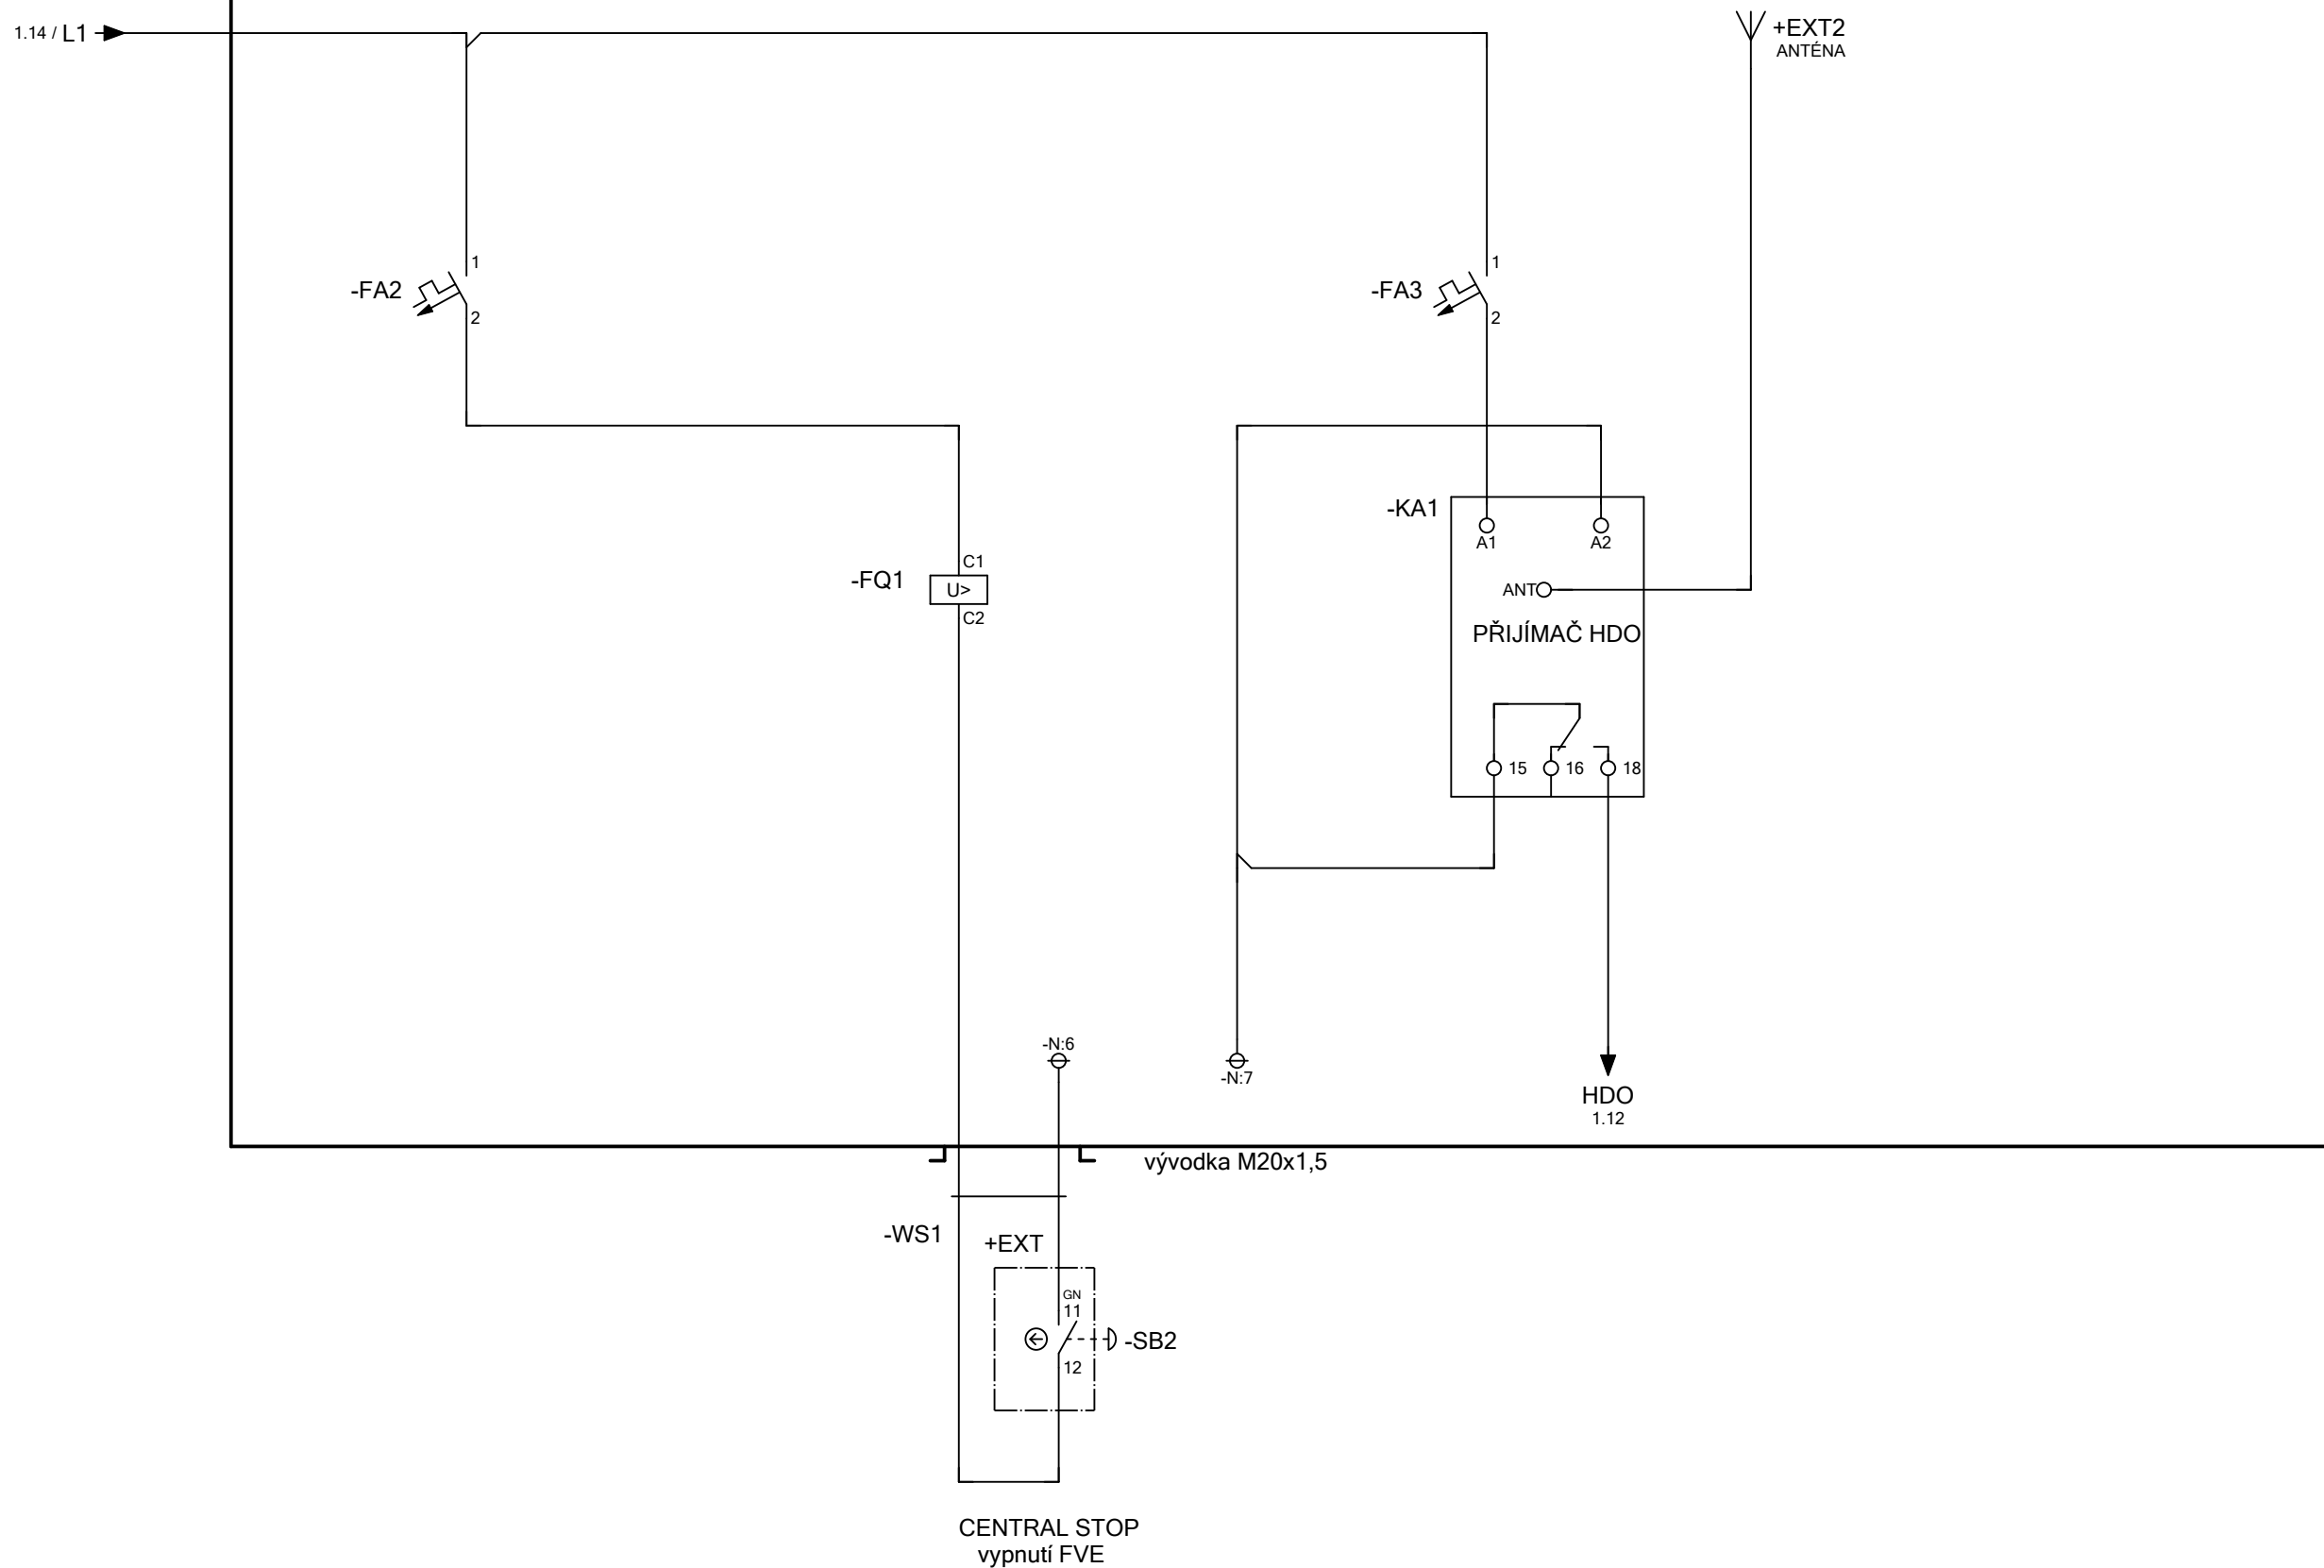 1.14 / L1
+EXT2
ANTÉNA
1
-FA2
2
1
-FA3
2
-KA1
A1
A2
C1
-FQ1
U>
C2
ANT
PŘIJÍMAČ HDO
15
16
18
-N:6
-N:7
HDO
1.12
vývodka M20x1,5
-WS1
+EXT
GN
11
-SB2
12
CENTRAL STOP
vypnutí FVE